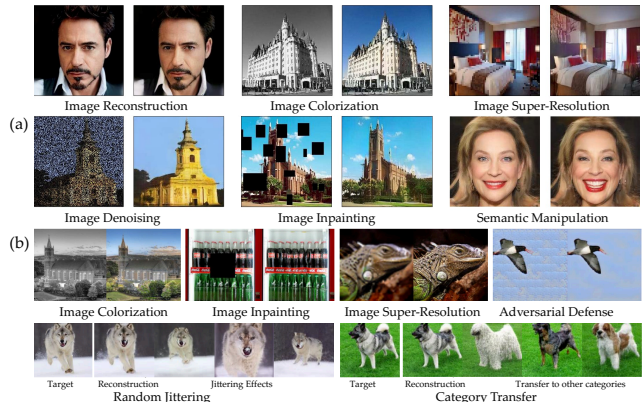 Image Reconstruction Image Colorization Image Super-Resolution
(a)
Image Denoising Image Inpainting Semantic Manipulation
(b)
Image Colorization Image Inpainting Image Super-Resolution Adversarial Defense
Target Reconstruction Jittering Effects Target Reconstruction Transfer to other categories
Random Jittering Category Transfer